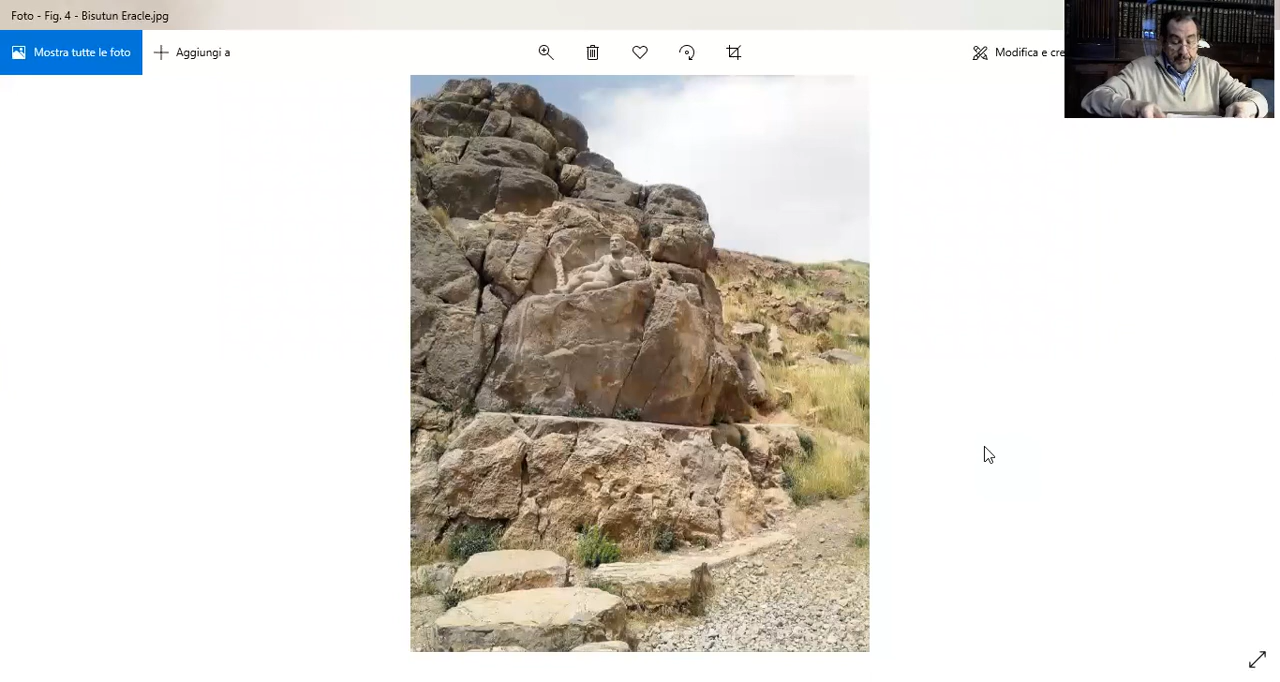 Foto - Fig. 4 - Bisutun Eracle.jpg
Mostra tutte le foto
Aggiungi a
Modifica e cre